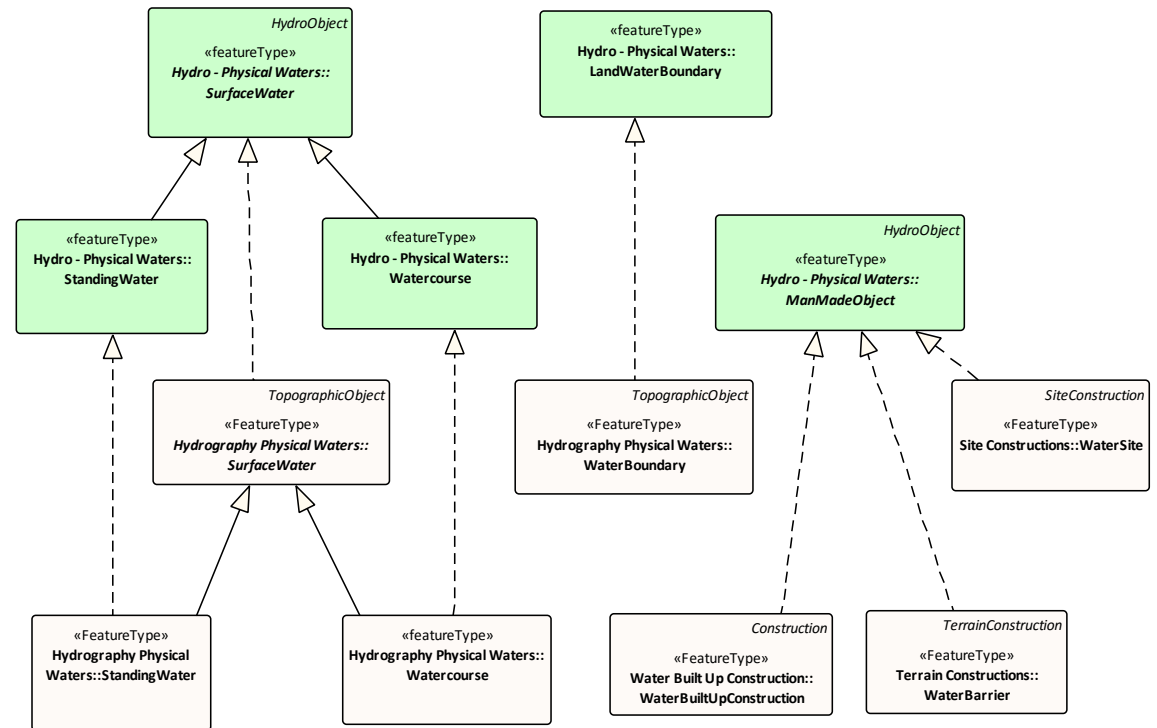 HydroObject
«featureType»
Hydro - Physical Waters::
SurfaceWater
«featureType»
Hydro - Physical Waters::
LandWaterBoundary
«featureType»
Hydro - Physical Waters::
StandingWater
«featureType»
Hydro - Physical Waters::
Watercourse
HydroObject
«featureType»
Hydro - Physical Waters::
ManMadeObject
TopographicObject
«FeatureType»
Hydrography Physical Waters::
SurfaceWater
TopographicObject
«FeatureType»
Hydrography Physical Waters::
WaterBoundary
SiteConstruction
«FeatureType»
Site Constructions::WaterSite
«FeatureType»
Hydrography Physical
Waters::StandingWater
«featureType»
Hydrography Physical Waters::
Watercourse
Construction
«FeatureType»
Water Built Up Construction::
WaterBuiltUpConstruction
TerrainConstruction
«FeatureType»
Terrain Constructions::
WaterBarrier